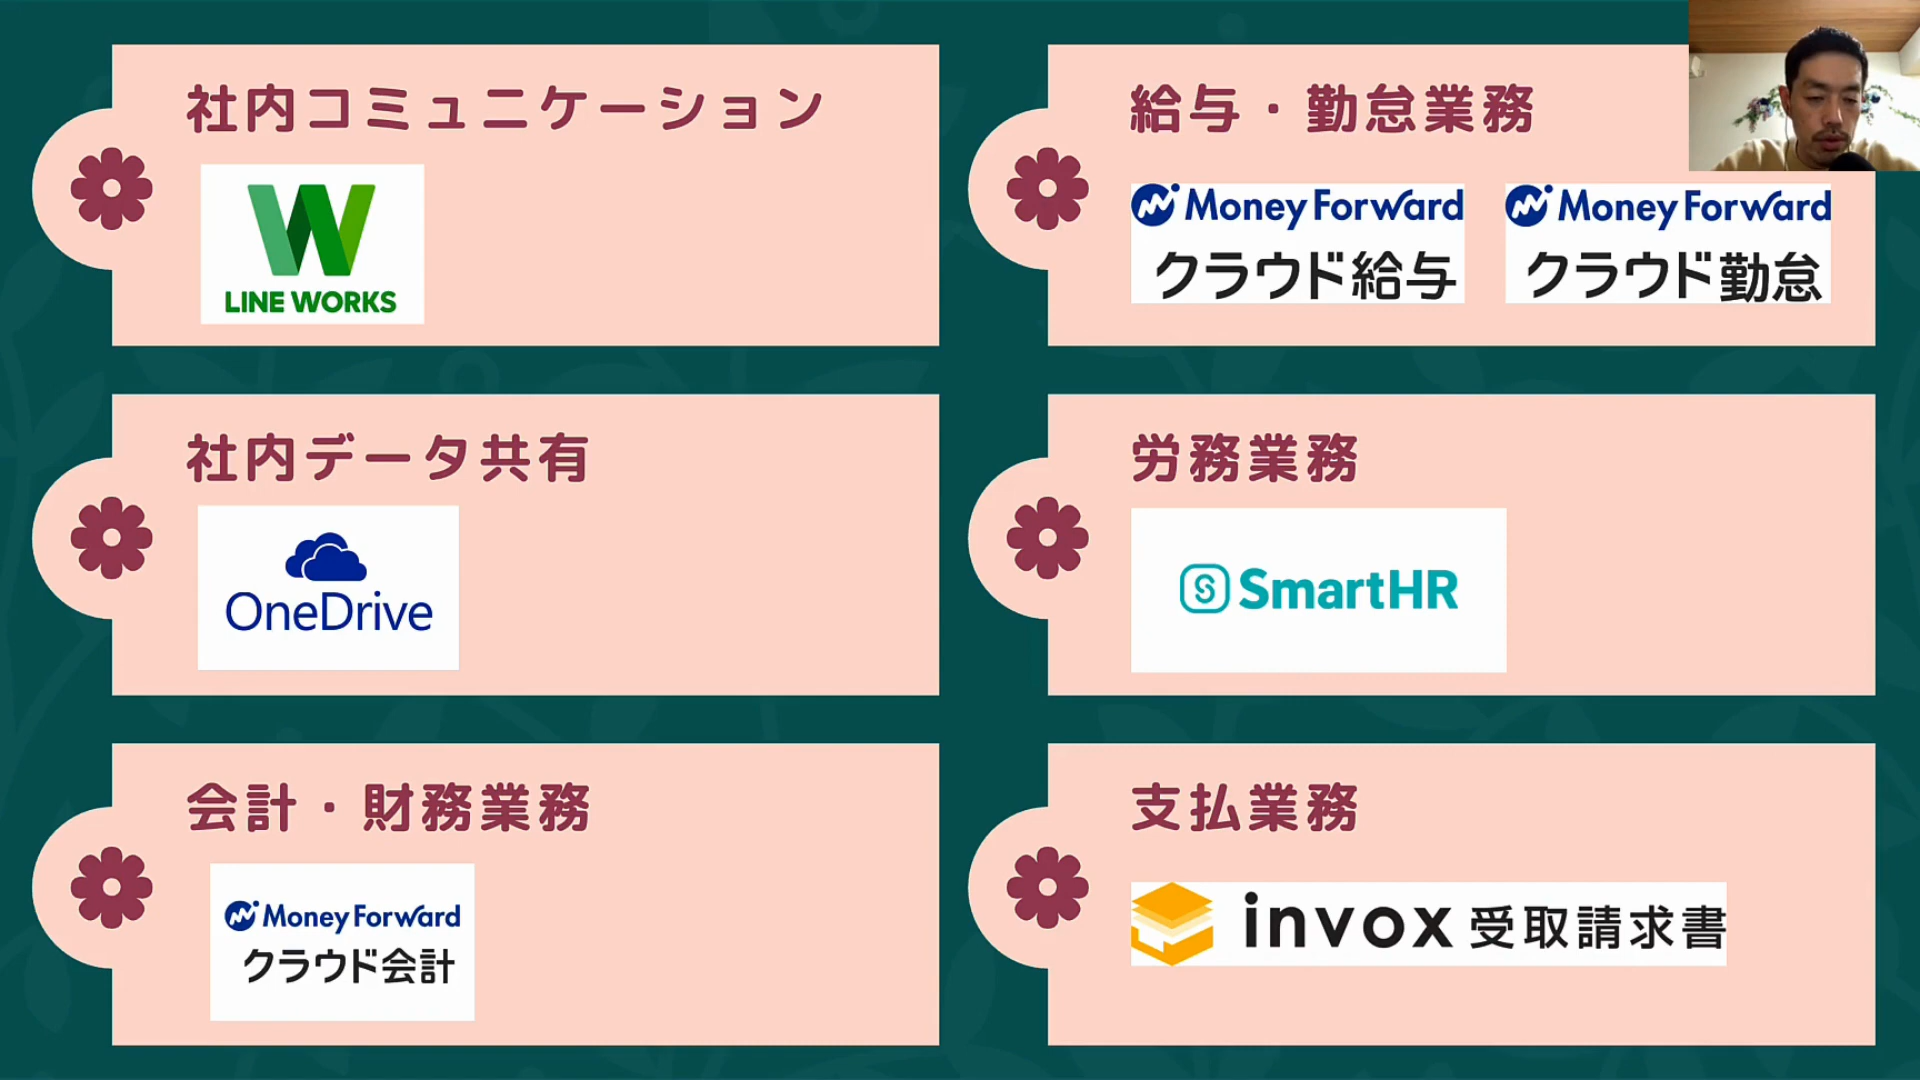 社内コミュニケーション
LINE WORKS
給与・勤怠業務
Money Forward
クラウド給与
Money Forward
クラウド勤怠
社内データ共有
OneDrive
労務業務
SmartHR
会計・財務業務
Money Forward
クラウド会計
支払業務
invox 受取請求書